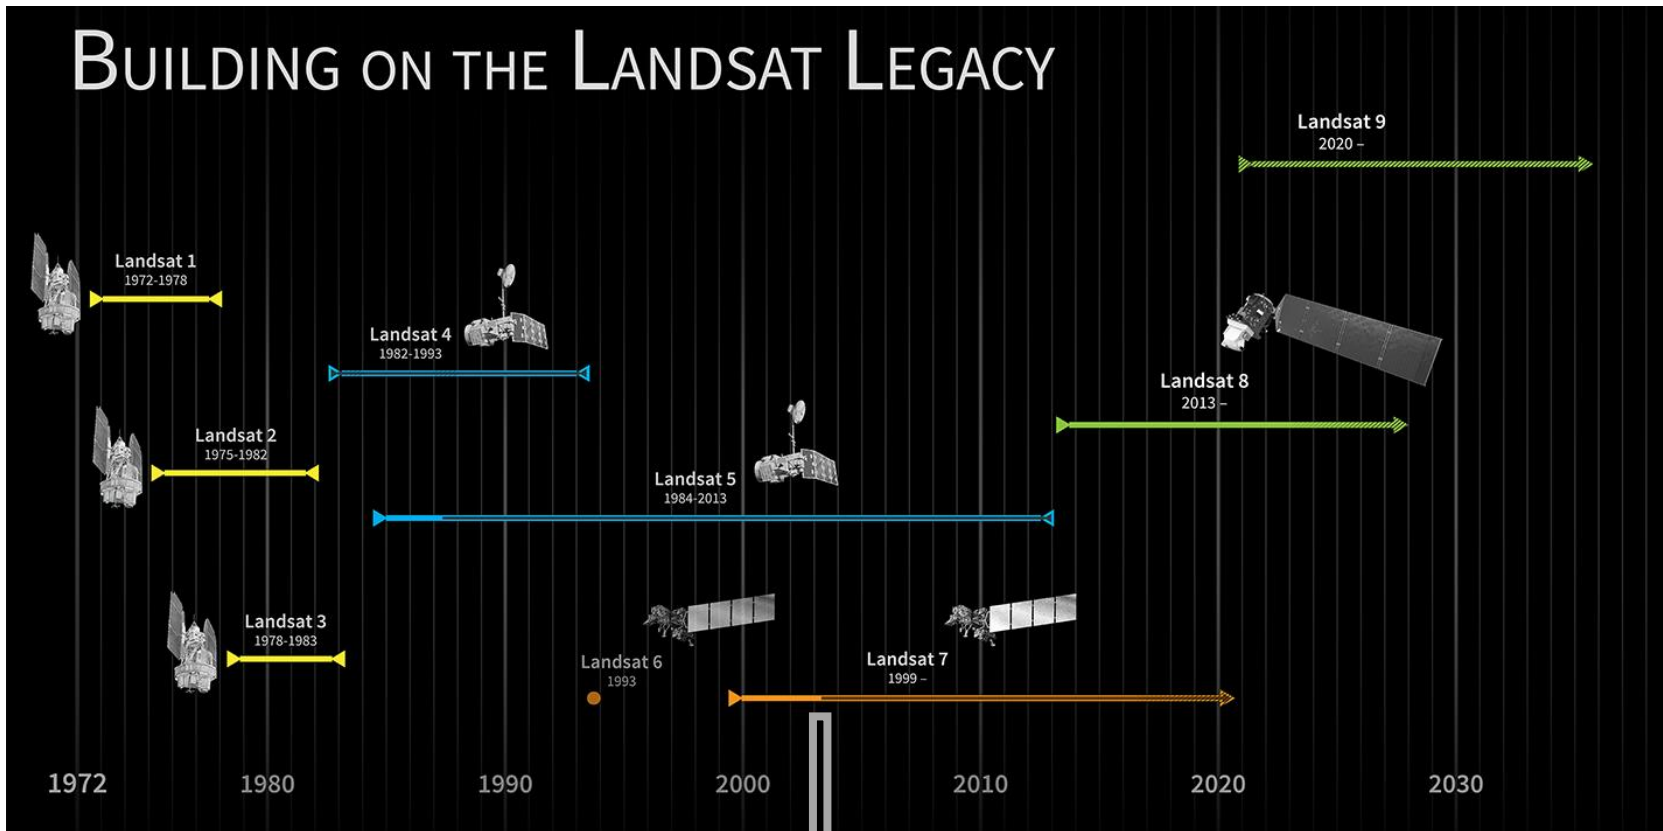 BUILDING ON THE LANDSAT LEGACY
Landsat 9
2020 –
Landsat 1
1972-1978
Landsat 4
1982-1993
Landsat 8
2013 –
Landsat 2
1975-1982
Landsat 5
1984-2013
Landsat 3
1978-1983
Landsat 6
1993
Landsat 7
1999 –
1972 1980 1990 2000 2010 2020 2030